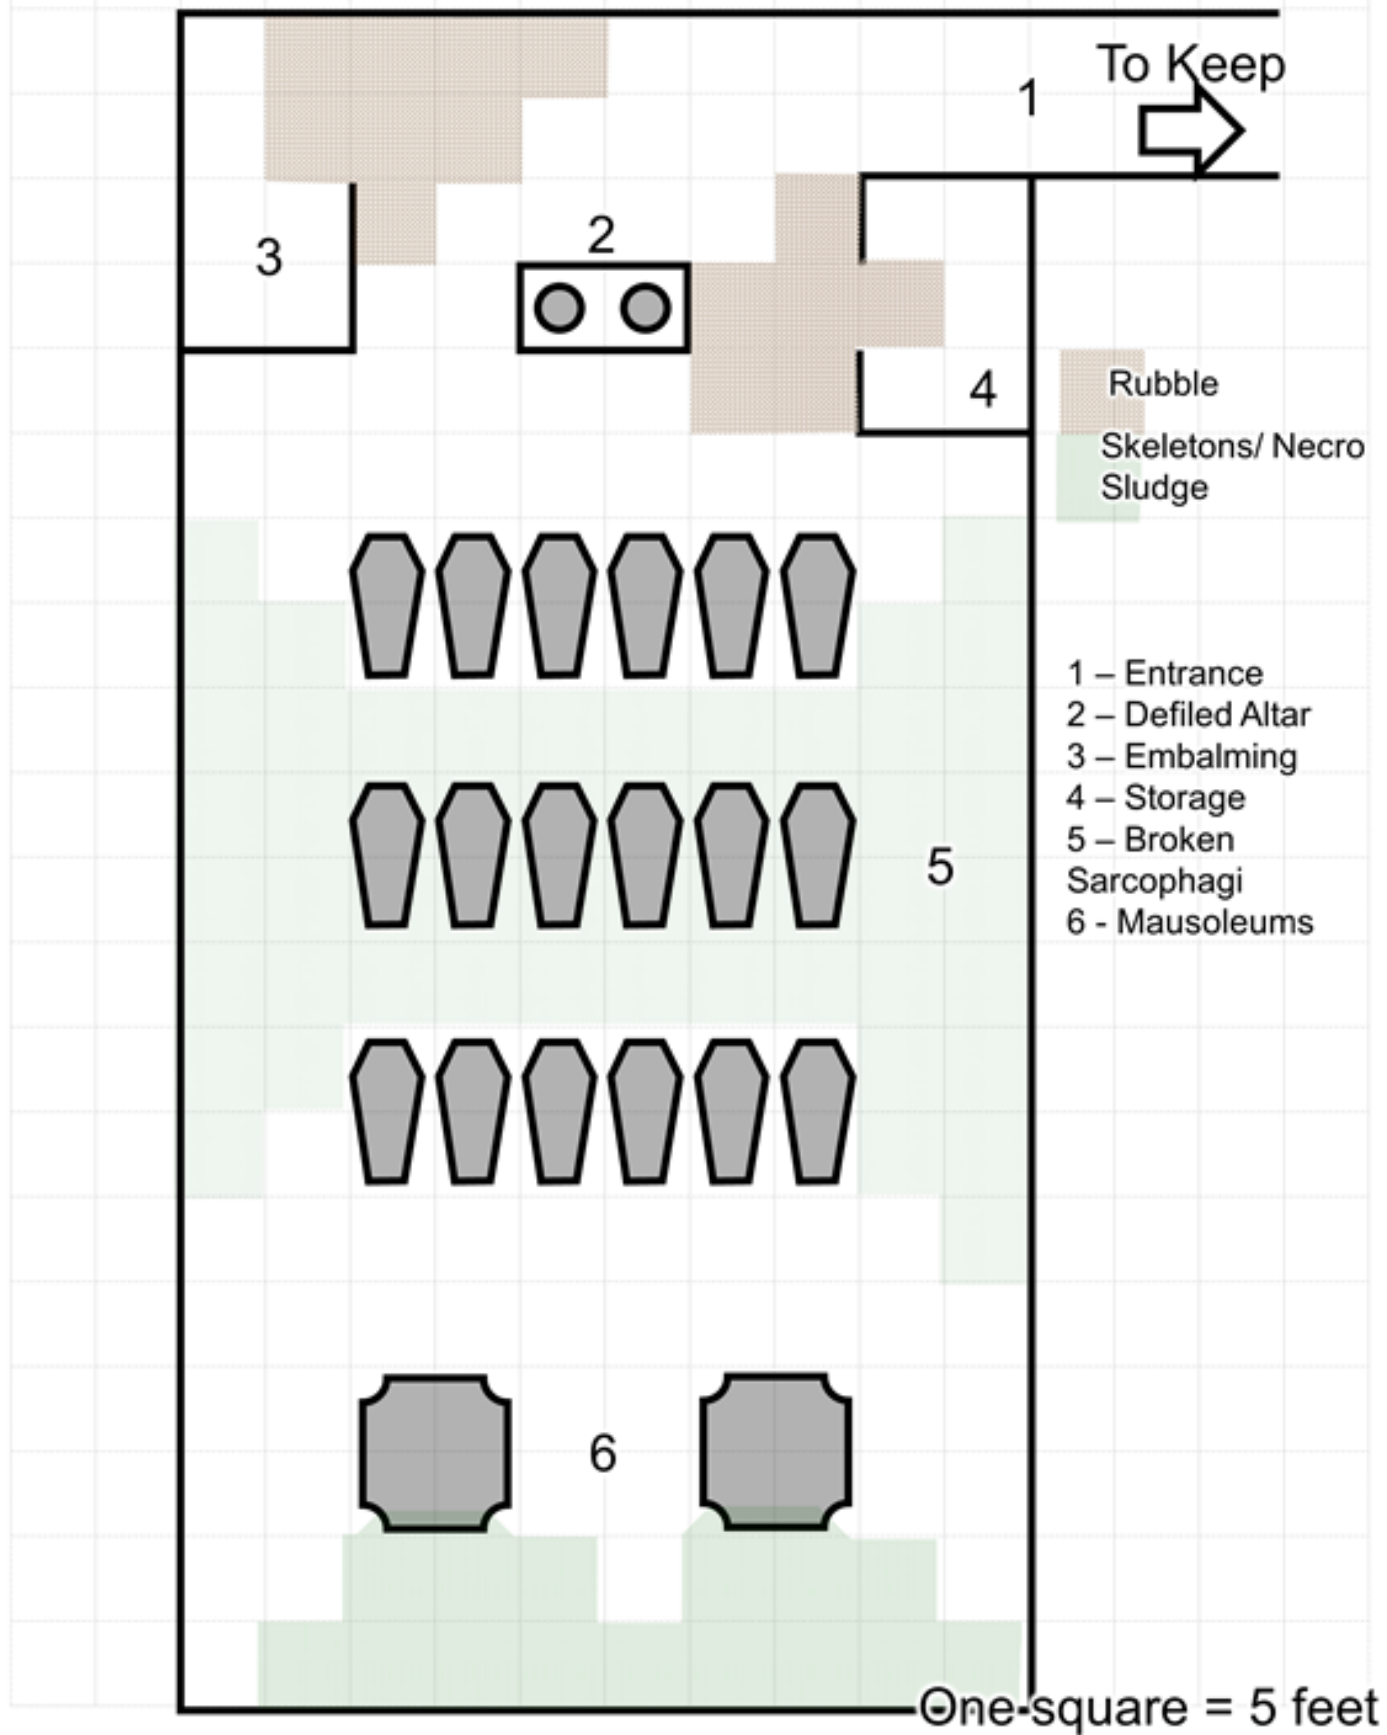 To Keep
1
2
3
4
Rubble
Skeletons/ Necro
Sludge
1 – Entrance
2 – Defiled Altar
3 – Embalming
4 – Storage
5 – Broken
Sarcophagi
6 - Mausoleums
5
6
One square = 5 feet